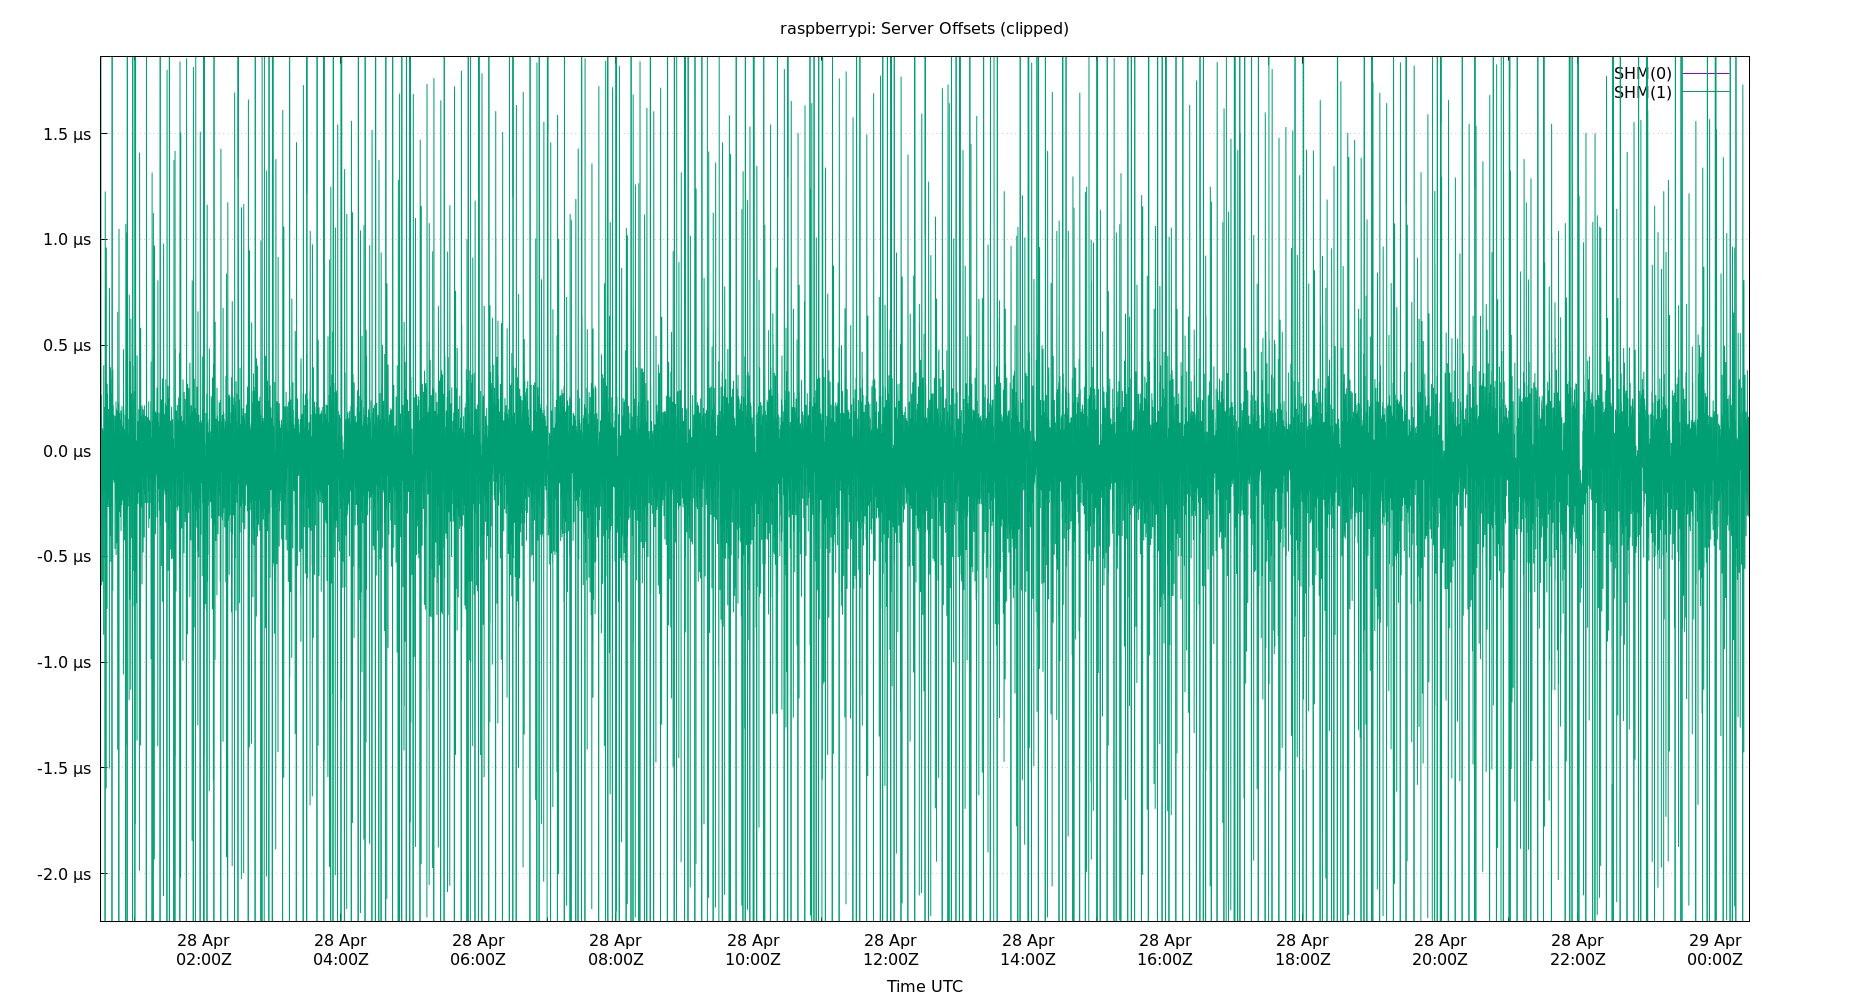 raspberrypi: Server Offsets (clipped)
SHM(0)
SHM(1)
1.5 µs
1.0 µs
0.5 µs
0.0 µs
-0.5 µs
-1.0 µs
-1.5 µs
-2.0 µs
28 Apr 28 Apr 28 Apr 28 Apr 28 Apr 28 Apr 28 Apr 28 Apr 28 Apr 28 Apr 28 Apr 29 Apr
02:00Z 04:00Z 06:00Z 08:00Z 10:00Z 12:00Z 14:00Z 16:00Z 18:00Z 20:00Z 22:00Z 00:00Z
Time UTC